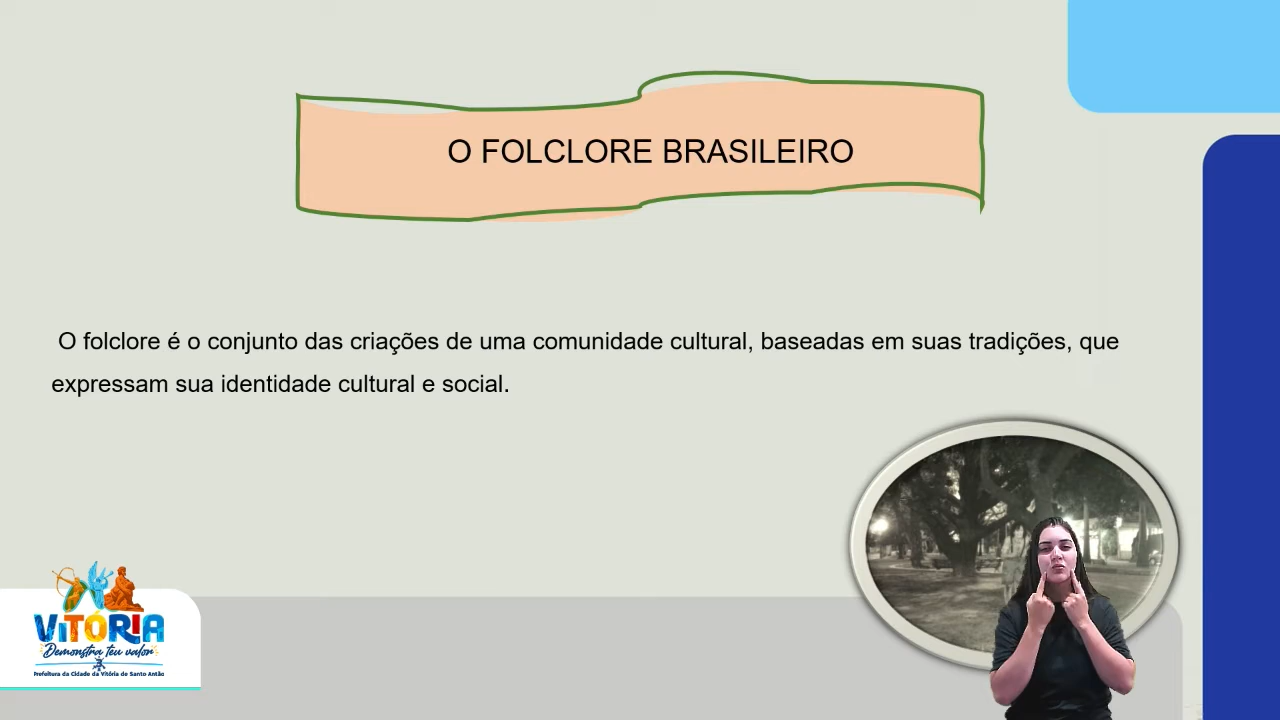 O FOLCLORE BRASILEIRO
O folclore é o conjunto das criações de uma comunidade cultural, baseadas em suas tradições, que
expressam sua identidade cultural e social.
VITÓRIA
Demonstra teu valor
Prefeitura da Cidade da Vitória de Santo Antão